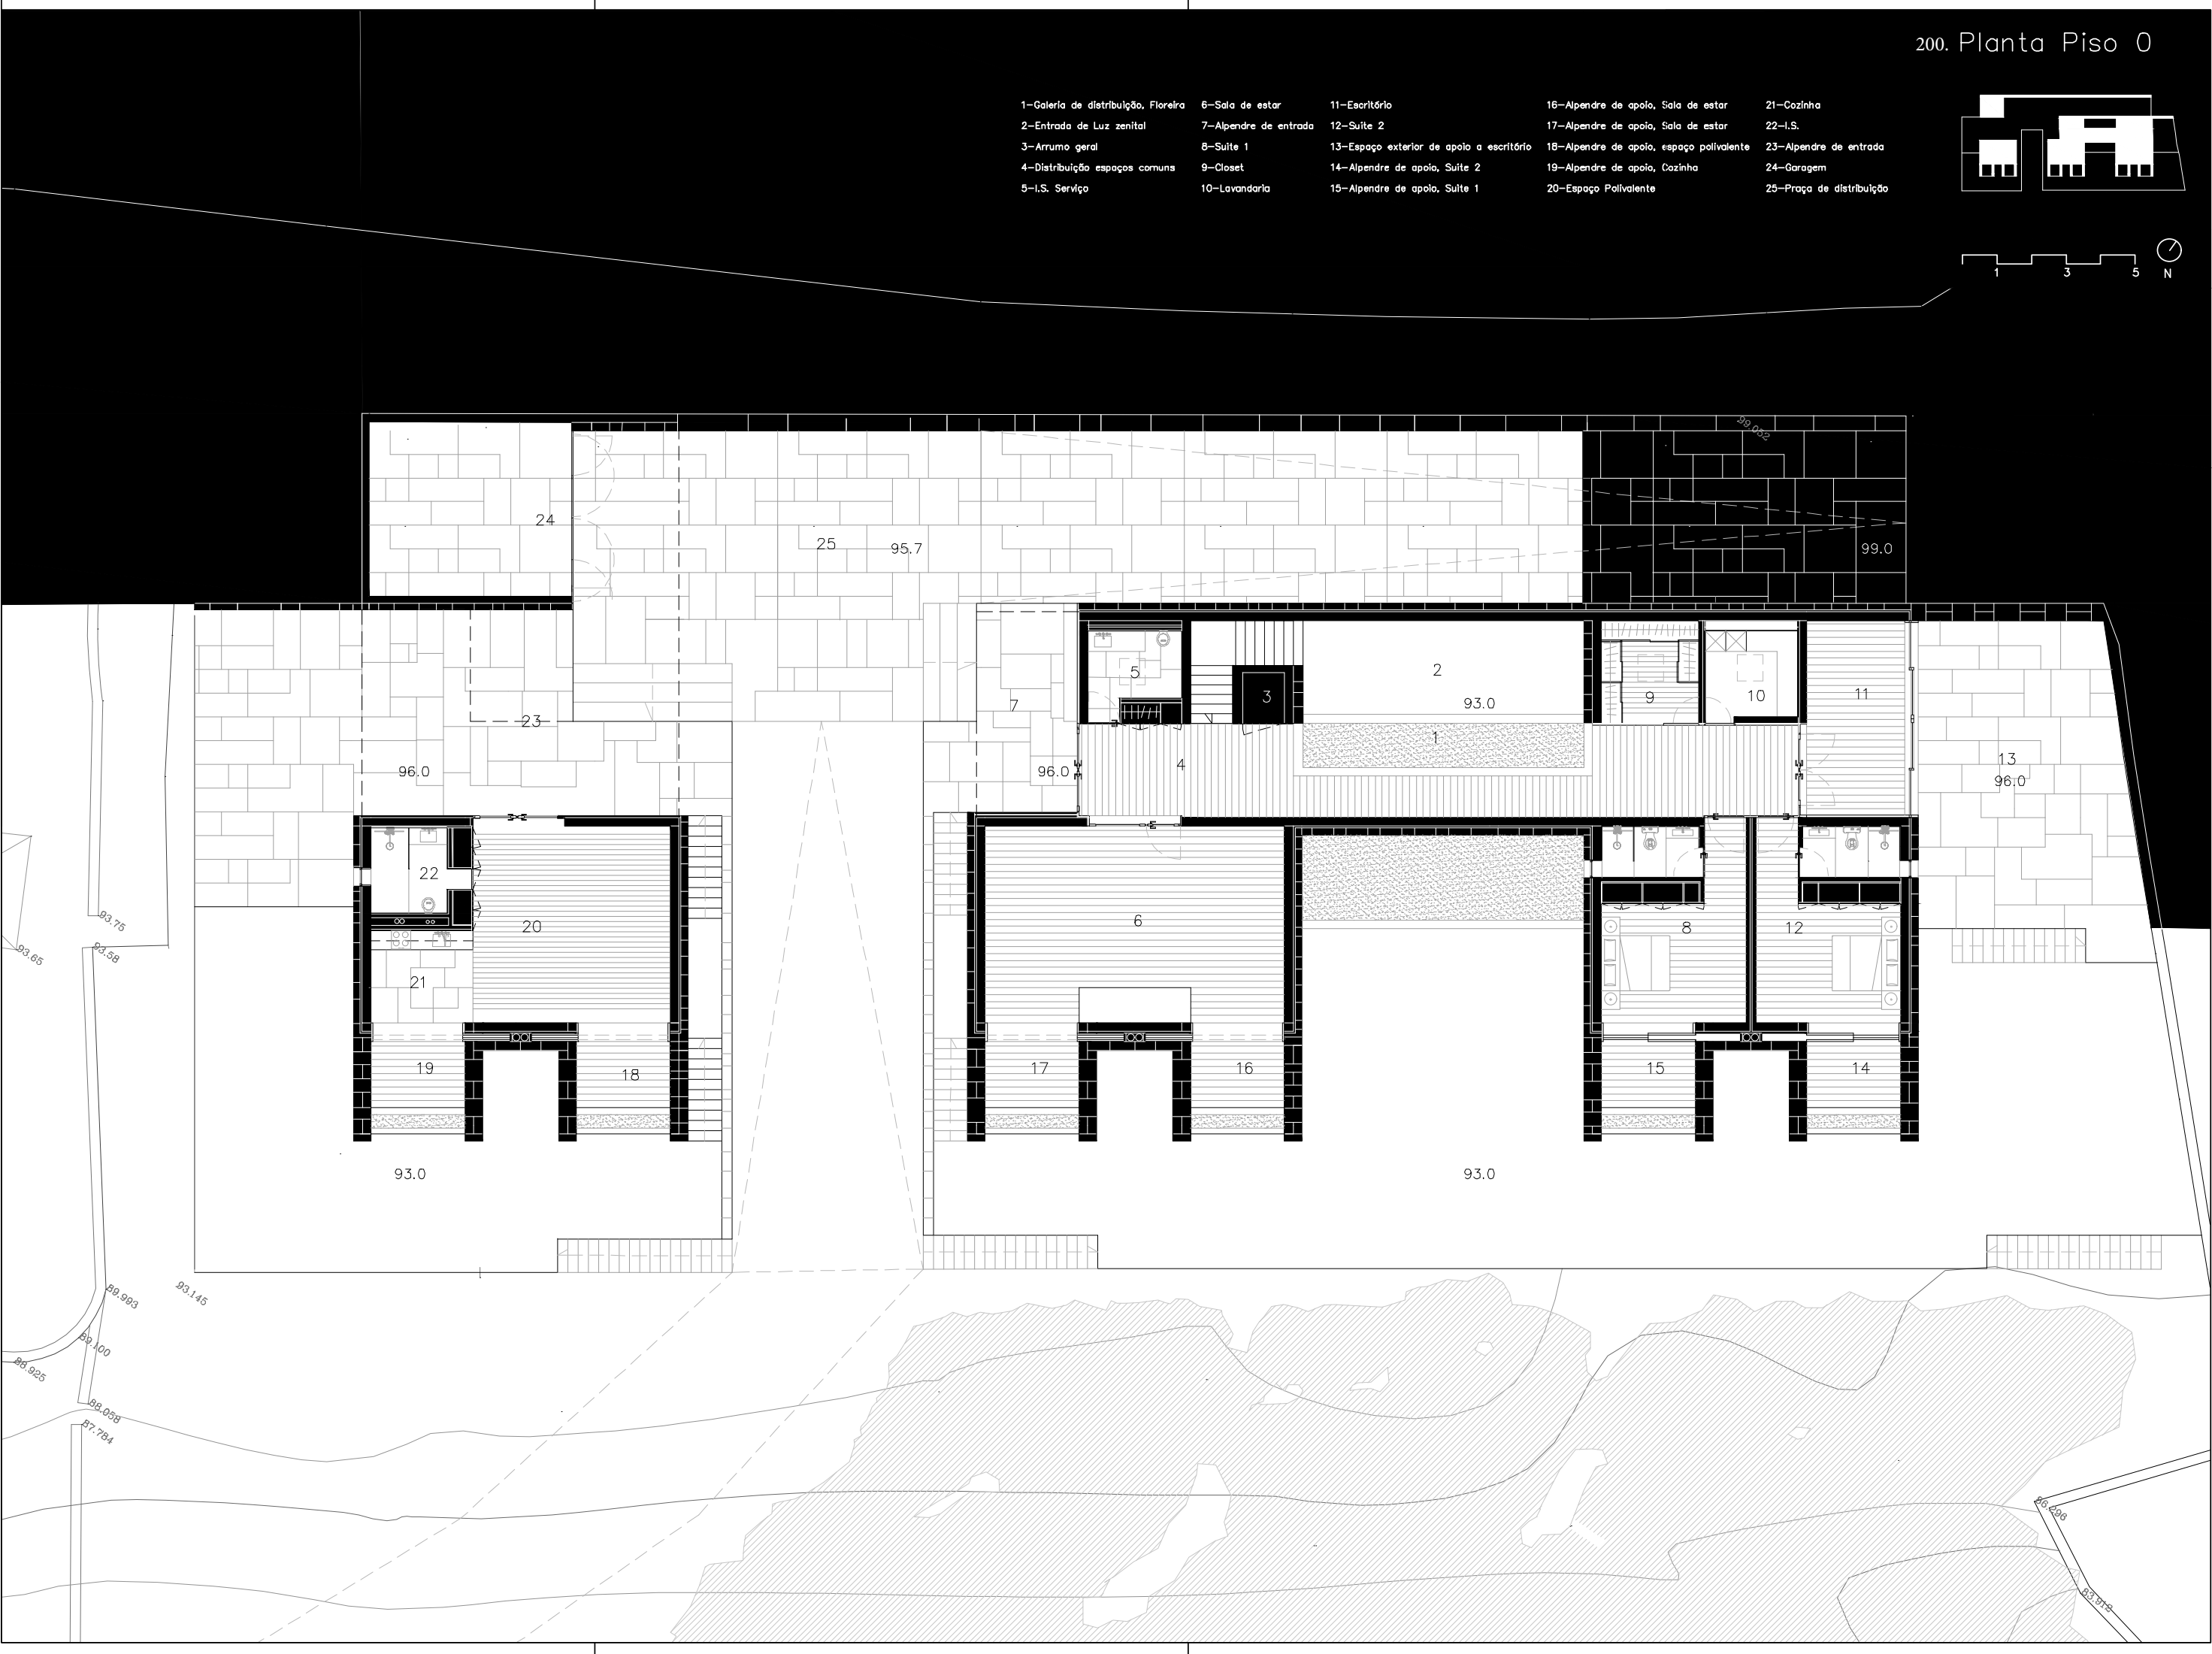 200. Planta Piso 0
1-Galeria de distribuição, Floreira
2-Entrada de Luz zenital
3-Arrumo geral
4-Distribuição espaços comuns
5-I.S. Serviço
6-Sala de estar
7-Alpendre de entrada
8-Suite 1
9-Closet
10-Lavandaria
11-Escritório
12-Suite 2
13-Espaço exterior de apoio a escritório
14-Alpendre de apoio, Suite 2
15-Alpendre de apoio, Suite 1
16-Alpendre de apoio, Sala de estar
17-Alpendre de apoio, Sala de estar
18-Alpendre de apoio, espaço polivalente
19-Alpendre de apoio, Cozinha
20-Espaço Polivalente
21-Cozinha
22-I.S.
23-Alpendre de entrada
24-Garagem
25-Praça de distribuição
1 3 5 N
99.052
24
25 95.7
99.0
5
2
3
93.0
9
10
11
7
23
1
4
96.0
96.0
13
96.0
22
20
6
8
12
93.75
93.58
93.65
21
19
18
17
16
15
14
93.0
93.0
89.993
93.145
89.100
88.925
88.058
87.784
86.298
83.912